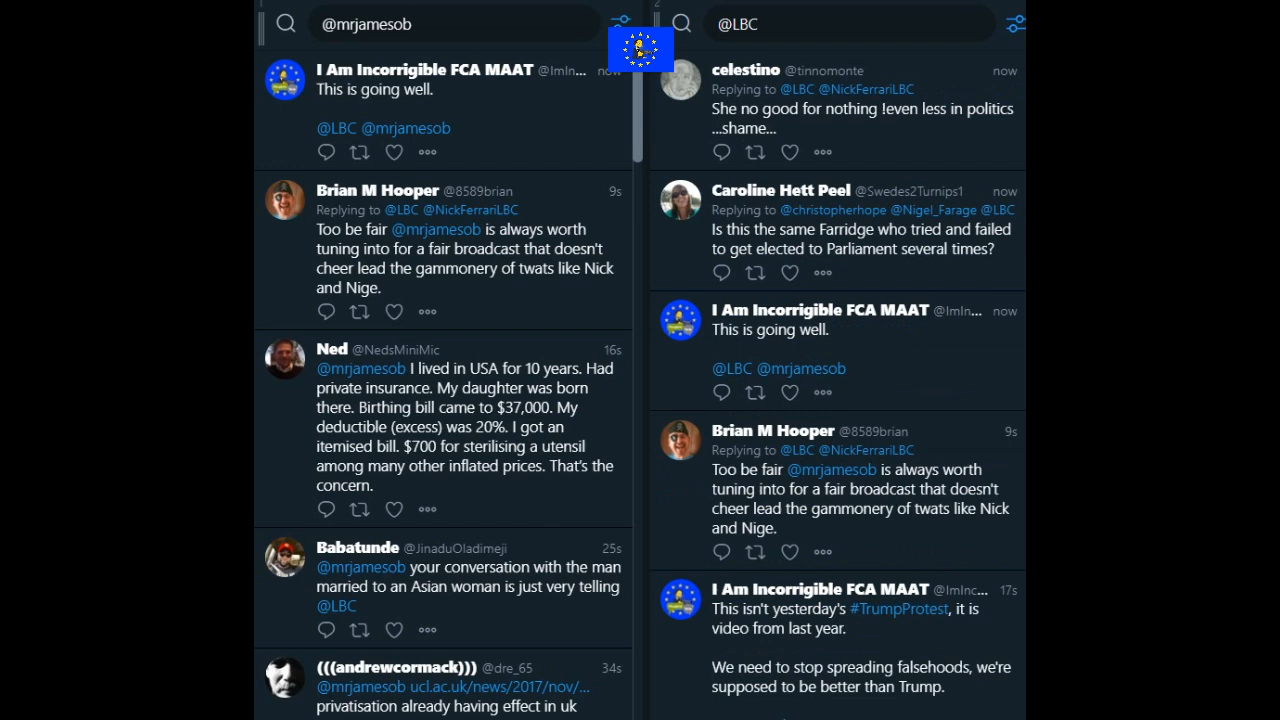 1
@mrjamesob
I Am Incorrigible FCA MAAT @ImIn... now
This is going well.
@LBC @mrjamesob
Brian M Hooper @8589brian 9s
Replying to @LBC @NickFerrariLBC
Too be fair @mrjamesob is always worth
tuning into for a fair broadcast that doesn't
cheer lead the gammonery of twats like Nick
and Nige.
Ned @NedsMiniMic 16s
@mrjamesob I lived in USA for 10 years. Had
private insurance. My daughter was born
there. Birthing bill came to $37,000. My
deductible (excess) was 20%. I got an
itemised bill. $700 for sterilising a utensil
among many other inflated prices. That's the
concern.
Babatunde @JinaduOladimeji 25s
@mrjamesob your conversation with the man
married to an Asian woman is just very telling
@LBC
(((andrewcormack))) @dre_65 34s
@mrjamesob ucl.ac.uk/news/2017/nov/...
privatisation already having effect in uk
2
@LBC
celestino @tinnomonte now
Replying to @LBC @NickFerrariLBC
She no good for nothing !even less in politics
...shame...
Caroline Hett Peel @Swedes2Turnips1 now
Replying to @christopherhope @Nigel_Farage @LBC
Is this the same Farridge who tried and failed
to get elected to Parliament several times?
I Am Incorrigible FCA MAAT @ImIn... now
This is going well.
@LBC @mrjamesob
Brian M Hooper @8589brian 9s
Replying to @LBC @NickFerrariLBC
Too be fair @mrjamesob is always worth
tuning into for a fair broadcast that doesn't
cheer lead the gammonery of twats like Nick
and Nige.
I Am Incorrigible FCA MAAT @ImInc... 17s
This isn't yesterday's #TrumpProtest, it is
video from last year.
We need to stop spreading falsehoods, we're
supposed to be better than Trump.